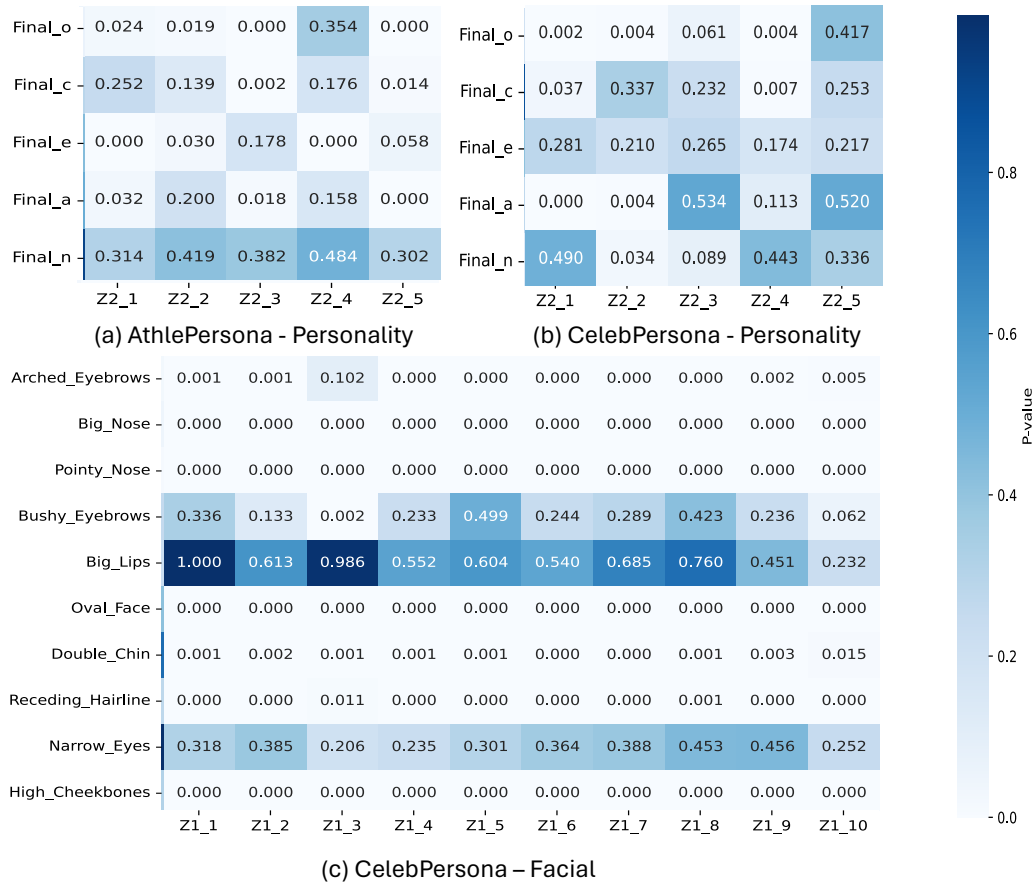 Final_o 0.024 0.019 0.000 0.354 0.000
Final_c 0.252 0.139 0.002 0.176 0.014
Final_e 0.000 0.030 0.178 0.000 0.058
Final_a 0.032 0.200 0.018 0.158 0.000
Final_n 0.314 0.419 0.382 0.484 0.302
Z2_1 Z2_2 Z2_3 Z2_4 Z2_5
(a) AthlePersona - Personality
Final_o 0.002 0.004 0.061 0.004 0.417
Final_c 0.037 0.337 0.232 0.007 0.253
Final_e 0.281 0.210 0.265 0.174 0.217
Final_a 0.000 0.004 0.534 0.113 0.520
Final_n 0.490 0.034 0.089 0.443 0.336
Z2_1 Z2_2 Z2_3 Z2_4 Z2_5
(b) CelebPersona - Personality
Arched_Eyebrows 0.001 0.001 0.102 0.000 0.000 0.000 0.000 0.000 0.002 0.005
Big_Nose 0.000 0.000 0.000 0.000 0.000 0.000 0.000 0.000 0.000 0.000
Pointy_Nose 0.000 0.000 0.000 0.000 0.000 0.000 0.000 0.000 0.000 0.000
Bushy_Eyebrows 0.336 0.133 0.002 0.233 0.499 0.244 0.289 0.423 0.236 0.062
Big_Lips 1.000 0.613 0.986 0.552 0.604 0.540 0.685 0.760 0.451 0.232
Oval_Face 0.000 0.000 0.000 0.000 0.000 0.000 0.000 0.000 0.000 0.000
Double_Chin 0.001 0.002 0.001 0.001 0.001 0.000 0.000 0.001 0.003 0.015
Receding_Hairline 0.000 0.000 0.011 0.000 0.000 0.000 0.000 0.001 0.000 0.000
Narrow_Eyes 0.318 0.385 0.206 0.235 0.301 0.364 0.388 0.453 0.456 0.252
High_Cheekbones 0.000 0.000 0.000 0.000 0.000 0.000 0.000 0.000 0.000 0.000
Z1_1 Z1_2 Z1_3 Z1_4 Z1_5 Z1_6 Z1_7 Z1_8 Z1_9 Z1_10
(c) CelebPersona – Facial
0.8
0.6
0.4
0.2
0.0
P-value